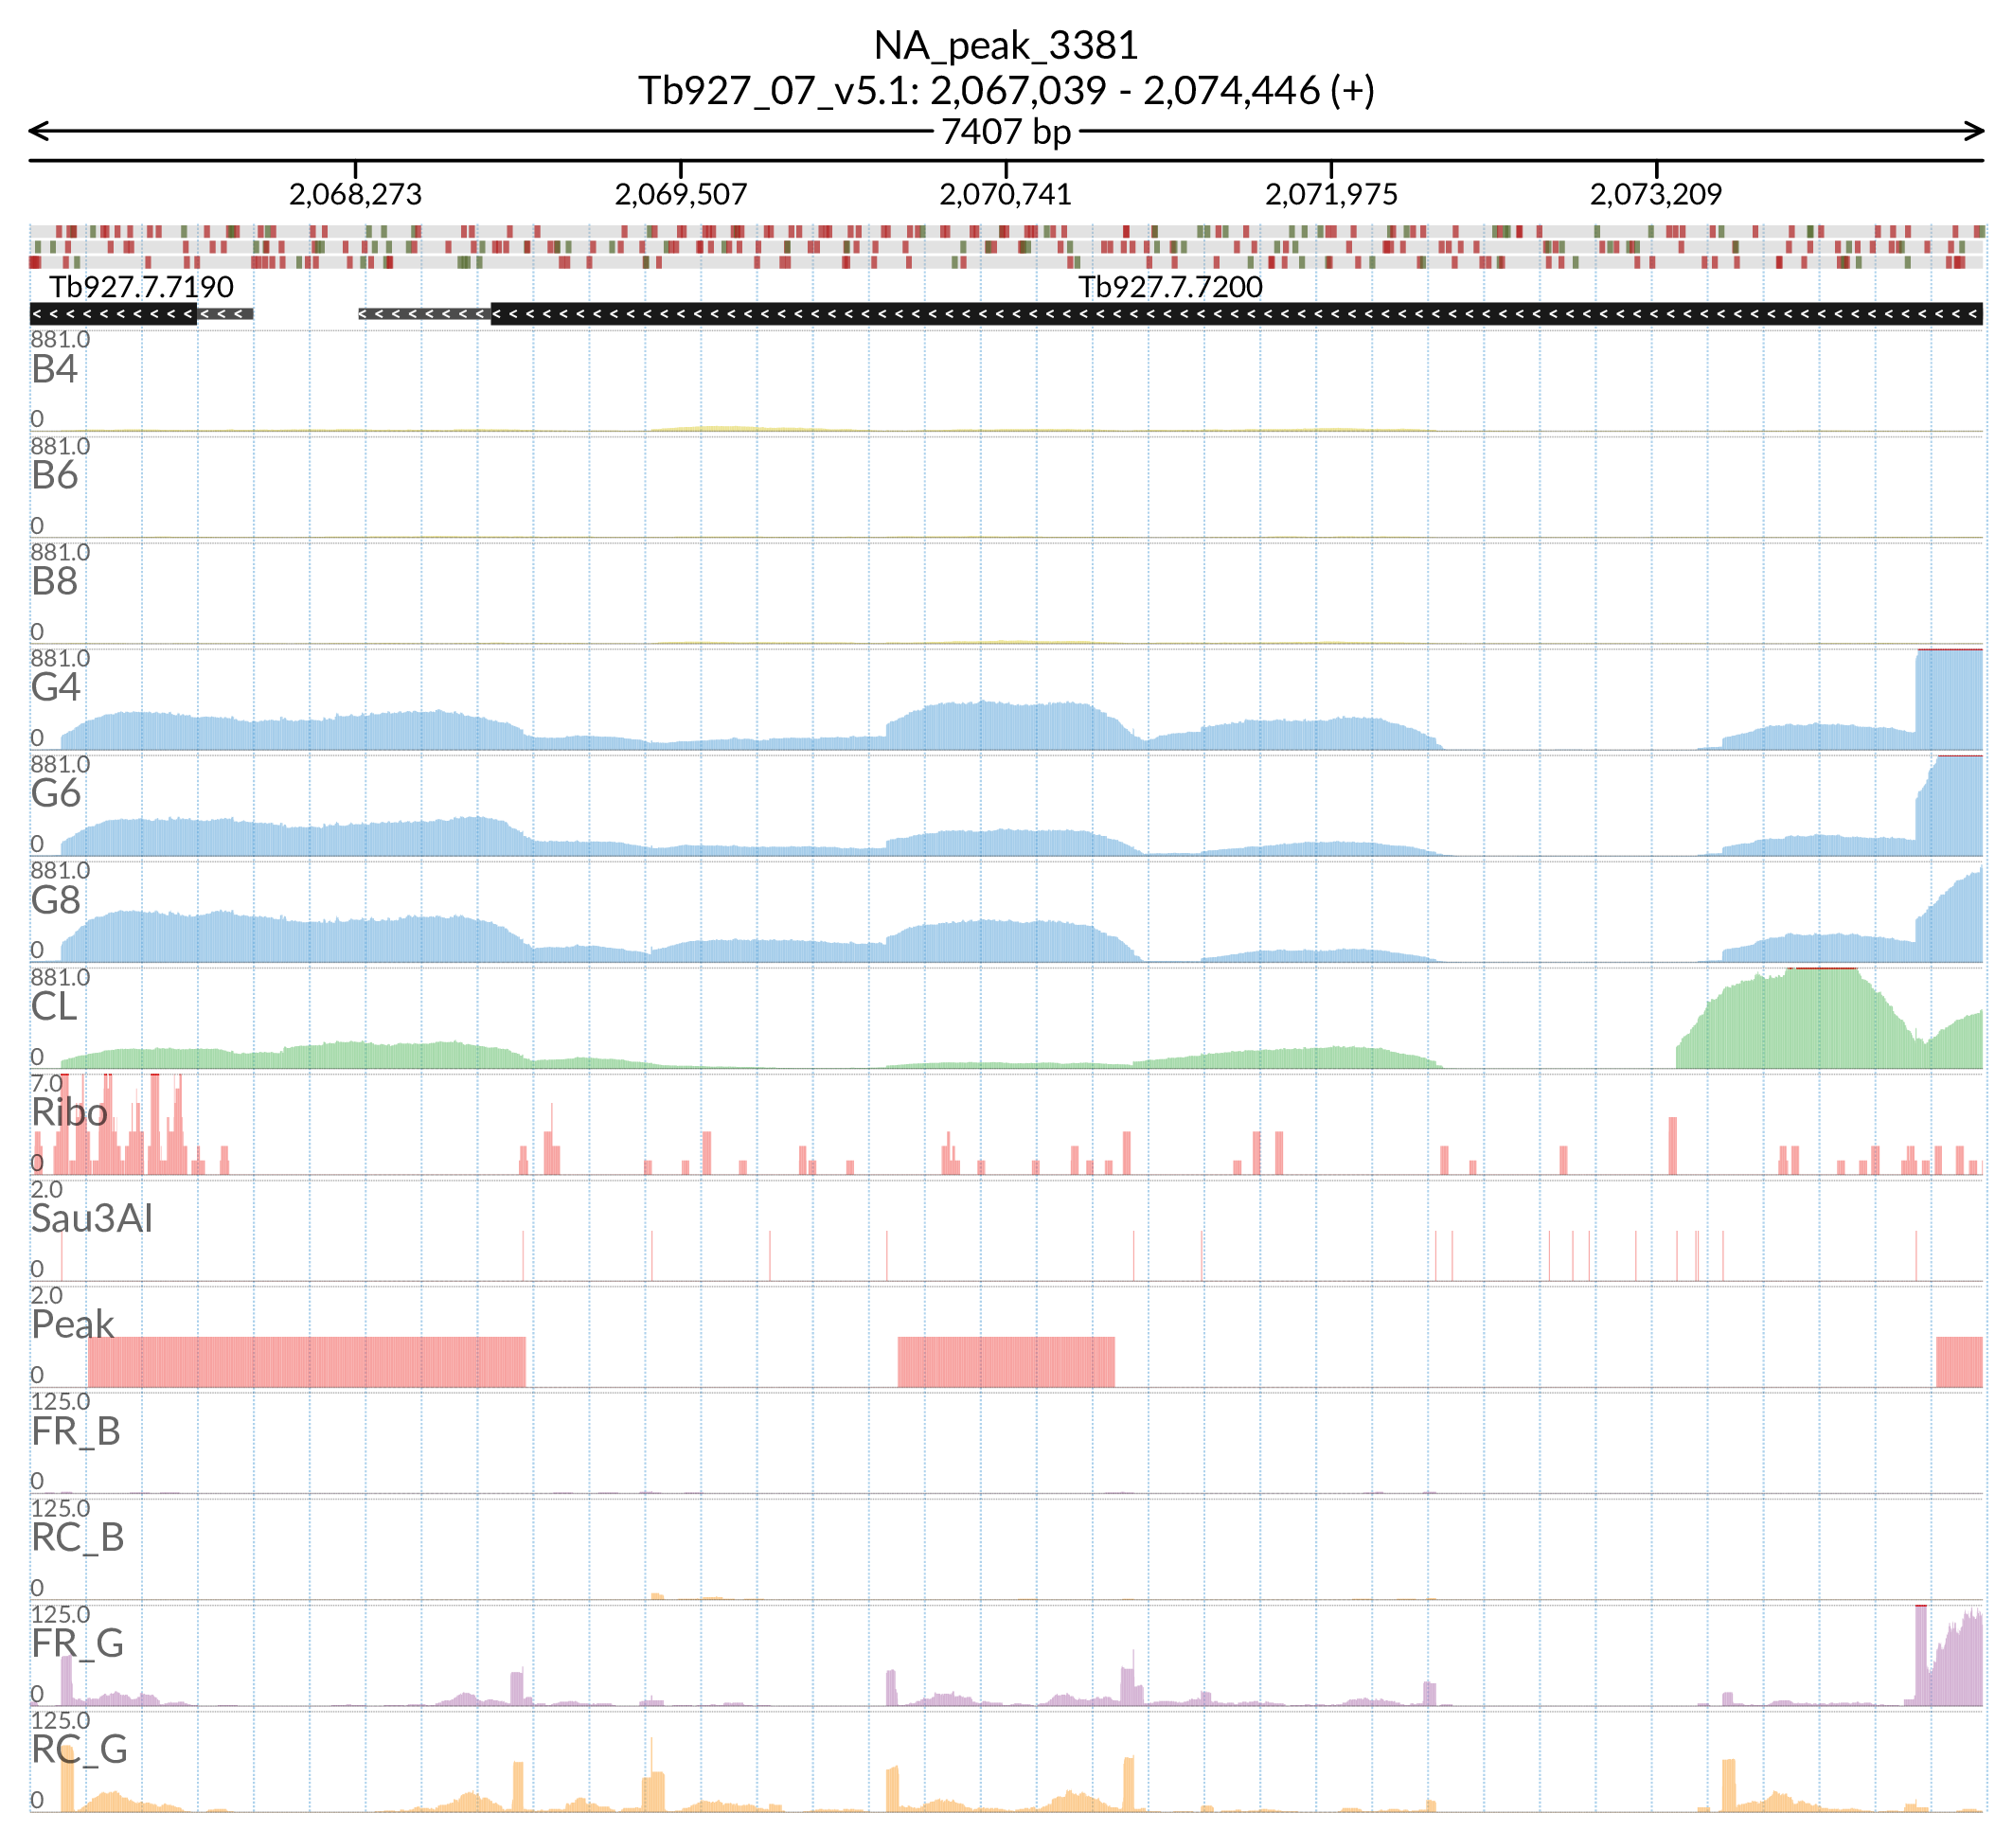 NA_peak_3381
Tb927_07_v5.1: 2,067,039 - 2,074,446 (+)
7407 bp
2,068,273 2,069,507 2,070,741 2,071,975 2,073,209
Tb927.7.7190 Tb927.7.7200
881.0
B4
0
881.0
B6
0
881.0
B8
0
881.0
G4
0
881.0
G6
0
881.0
G8
0
881.0
CL
0
7.0
Ribo
0
2.0
Sau3AI
0
2.0
Peak
0
125.0
FR_B
0
125.0
RC_B
0
125.0
FR_G
0
125.0
RC_G
0